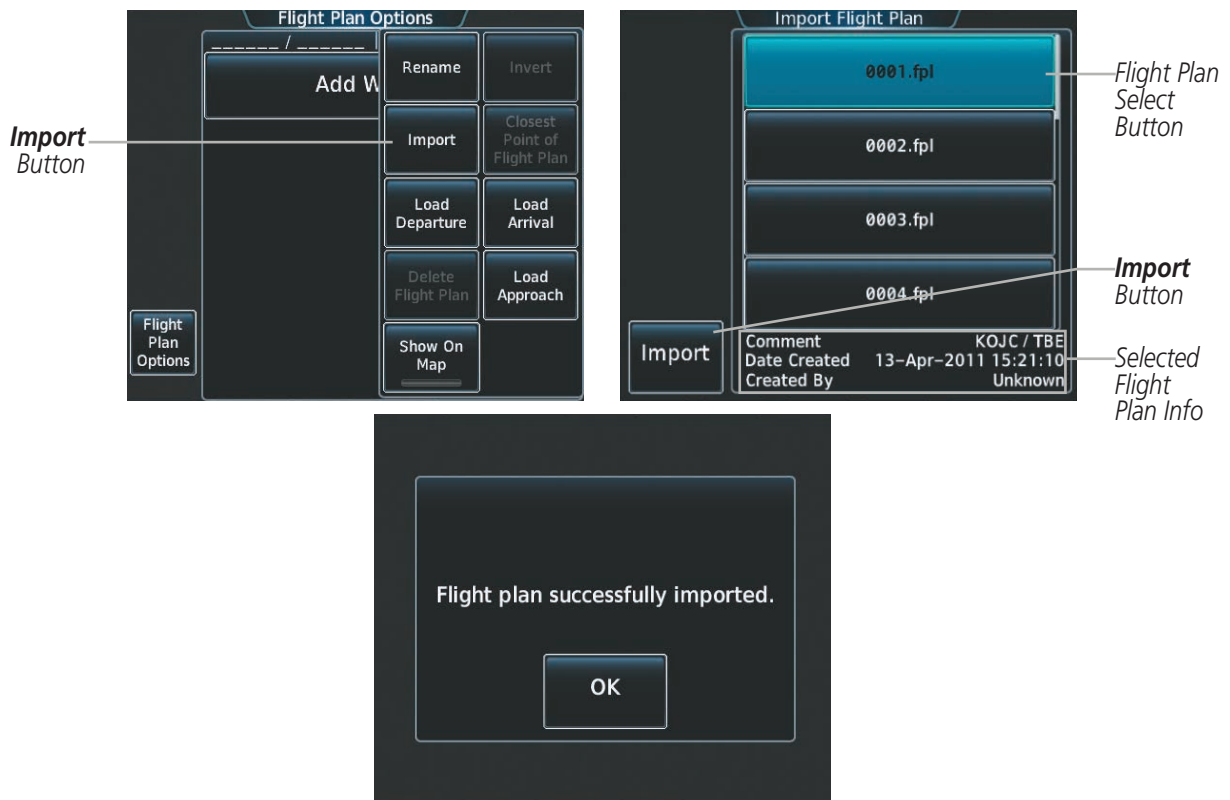 Flight Plan Options
______ / ______
Add W
Rename
Invert
Import
Closest
Point of
Flight Plan
Load
Departure
Load
Arrival
Delete
Flight Plan
Load
Approach
Show On
Map
Flight
Plan
Options
Import
Button
Import Flight Plan
0001.fpl
0002.fpl
0003.fpl
0004.fpl
Import
Comment KOJC / TBE
Date Created 13-Apr-2011 15:21:10
Created By Unknown
Flight Plan
Select
Button
Import
Button
Selected
Flight
Plan Info
Flight plan successfully imported.
OK